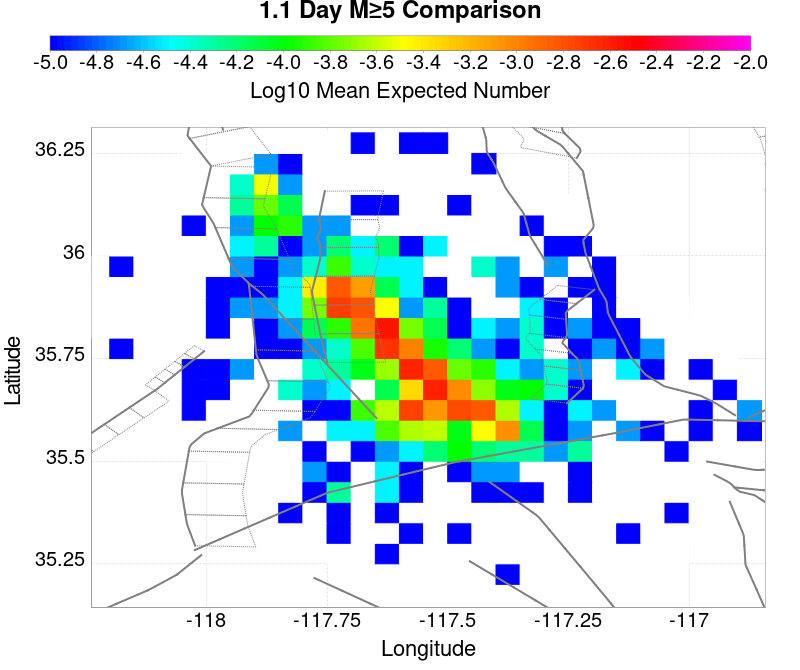 1.1 Day M≥5 Comparison
-5.0 -4.8 -4.6 -4.4 -4.2 -4.0 -3.8 -3.6 -3.4 -3.2 -3.0 -2.8 -2.6 -2.4 -2.2 -2.0
Log10 Mean Expected Number
36.25
36
35.75
35.5
35.25
Latitude
-118 -117.75 -117.5 -117.25 -117
Longitude